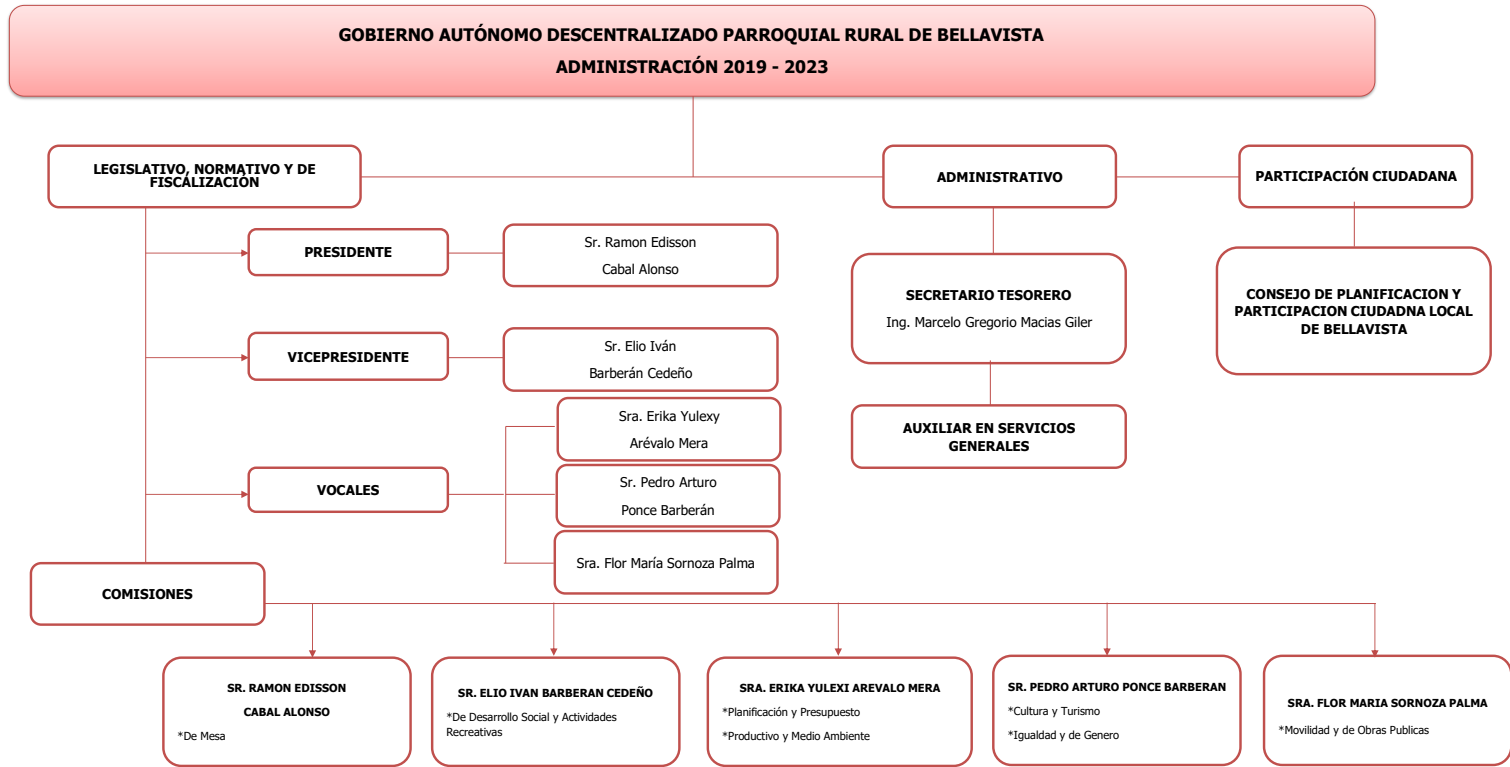 GOBIERNO AUTÓNOMO DESCENTRALIZADO PARROQUIAL RURAL DE BELLAVISTA
ADMINISTRACIÓN 2019 - 2023
LEGISLATIVO, NORMATIVO Y DE
FISCALIZACIÓN
ADMINISTRATIVO
PARTICIPACIÓN CIUDADANA
PRESIDENTE
Sr. Ramon Edisson
Cabal Alonso
SECRETARIO TESORERO
Ing. Marcelo Gregorio Macias Giler
CONSEJO DE PLANIFICACION Y
PARTICIPACION CIUDADNA LOCAL
DE BELLAVISTA
VICEPRESIDENTE
Sr. Elio Iván
Barberán Cedeño
AUXILIAR EN SERVICIOS
GENERALES
VOCALES
Sra. Erika Yulexy
Arévalo Mera
Sr. Pedro Arturo
Ponce Barberán
Sra. Flor María Sornoza Palma
COMISIONES
SR. RAMON EDISSON
CABAL ALONSO
*De Mesa
SR. ELIO IVAN BARBERAN CEDEÑO
*De Desarrollo Social y Actividades
Recreativas
SRA. ERIKA YULEXI AREVALO MERA
*Planificación y Presupuesto
*Productivo y Medio Ambiente
SR. PEDRO ARTURO PONCE BARBERAN
*Cultura y Turismo
*Igualdad y de Genero
SRA. FLOR MARIA SORNOZA PALMA
*Movilidad y de Obras Publicas